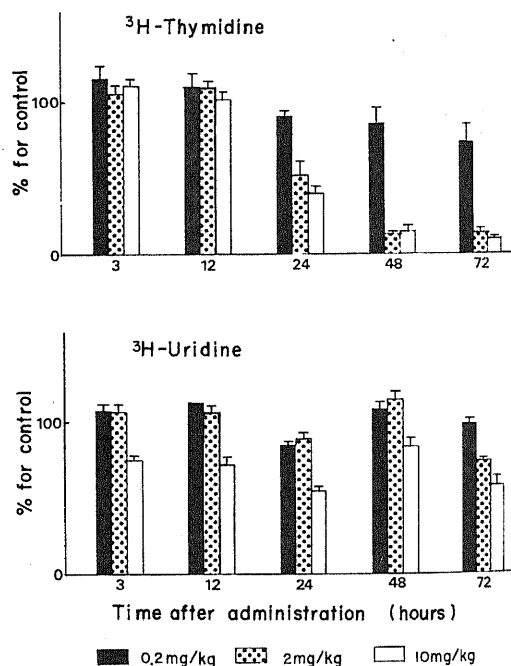 ³H-Thymidine
% for control
100
0
3 12 24 48 72
³H-Uridine
% for control
100
0
3 12 24 48 72
Time after administration (hours)
0.2mg/kg 2mg/kg 10mg/kg